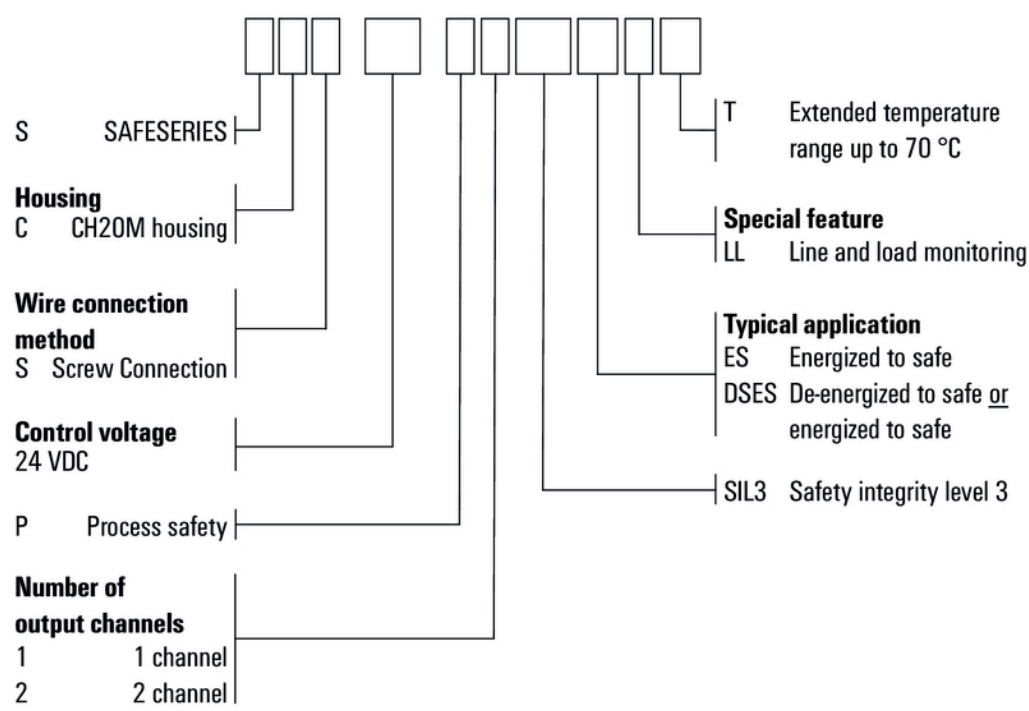 S SAFESERIES
Housing
C CH20M housing
Wire connection
method
S Screw Connection
Control voltage
24 VDC
P Process safety
Number of
output channels
1 1 channel
2 2 channel
T Extended temperature
range up to 70 °C
Special feature
LL Line and load monitoring
Typical application
ES Energized to safe
DSES De-energized to safe or
energized to safe
SIL3 Safety integrity level 3